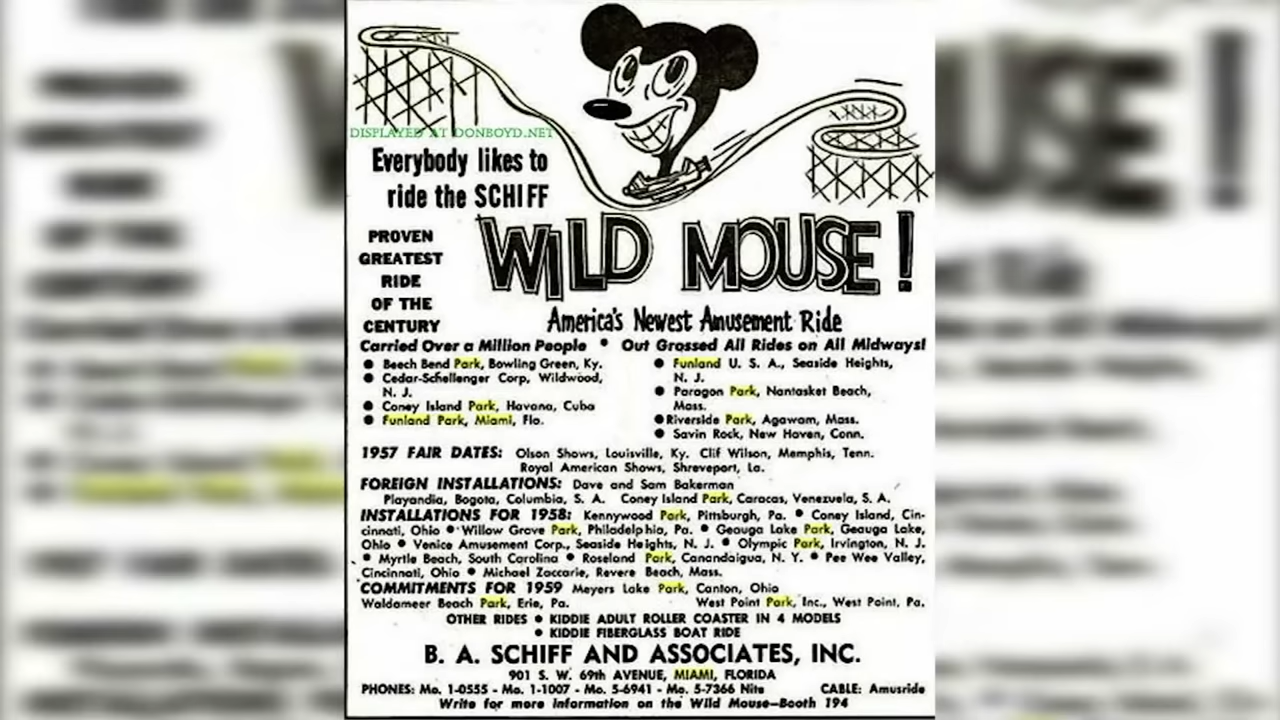 DISPLAYED AT DONBOYD.NET
Everybody likes to
ride the SCHIFF
WILD MOUSE!
PROVEN
GREATEST
RIDE
OF THE
CENTURY
America's Newest Amusement Ride
Carried Over a Million People • Out Grossed All Rides on All Midways!
• Beech Bend Park, Bowling Green, Ky.
• Cedar-Schellenger Corp, Wildwood,
N. J.
• Coney Island Park, Havana, Cuba
• Funland Park, Miami, Fla.
• Funland U. S. A., Seaside Heights,
N. J.
• Paragon Park, Nantasket Beach,
Mass.
• Riverside Park, Agawam, Mass.
• Savin Rock, New Haven, Conn.
1957 FAIR DATES: Olson Shows, Louisville, Ky. Clif Wilson, Memphis, Tenn.
Royal American Shows, Shreveport, La.
FOREIGN INSTALLATIONS: Dave and Sam Bakerman
Playandia, Bogota, Columbia, S. A. Coney Island Park, Caracas, Venezuela, S. A.
INSTALLATIONS FOR 1958: Kennywood Park, Pittsburgh, Pa. • Coney Island, Cin-
cinnati, Ohio • Willow Grove Park, Philadelphia, Pa. • Geauga Lake Park, Geauga Lake,
Ohio • Venice Amusement Corp., Seaside Heights, N. J. • Olympic Park, Irvington, N. J.
• Myrtle Beach, South Carolina • Roseland Park, Canandaigua, N. Y. • Pee Wee Valley,
Cincinnati, Ohio • Michael Zaccarie, Revere Beach, Mass.
COMMITMENTS FOR 1959 Meyers Lake Park, Canton, Ohio
Waldameer Beach Park, Erie, Pa. West Point Park, Inc., West Point, Pa.
OTHER RIDES • KIDDIE ADULT ROLLER COASTER IN 4 MODELS
• KIDDIE FIBERGLASS BOAT RIDE
B. A. SCHIFF AND ASSOCIATES, INC.
901 S. W. 69th AVENUE, MIAMI, FLORIDA
PHONES: Mo. 1-0555 - Mo. 1-1007 - Mo. 5-6941 - Mo. 5-7366 Nite CABLE: Amusride
Write for more information on the Wild Mouse—Booth 194